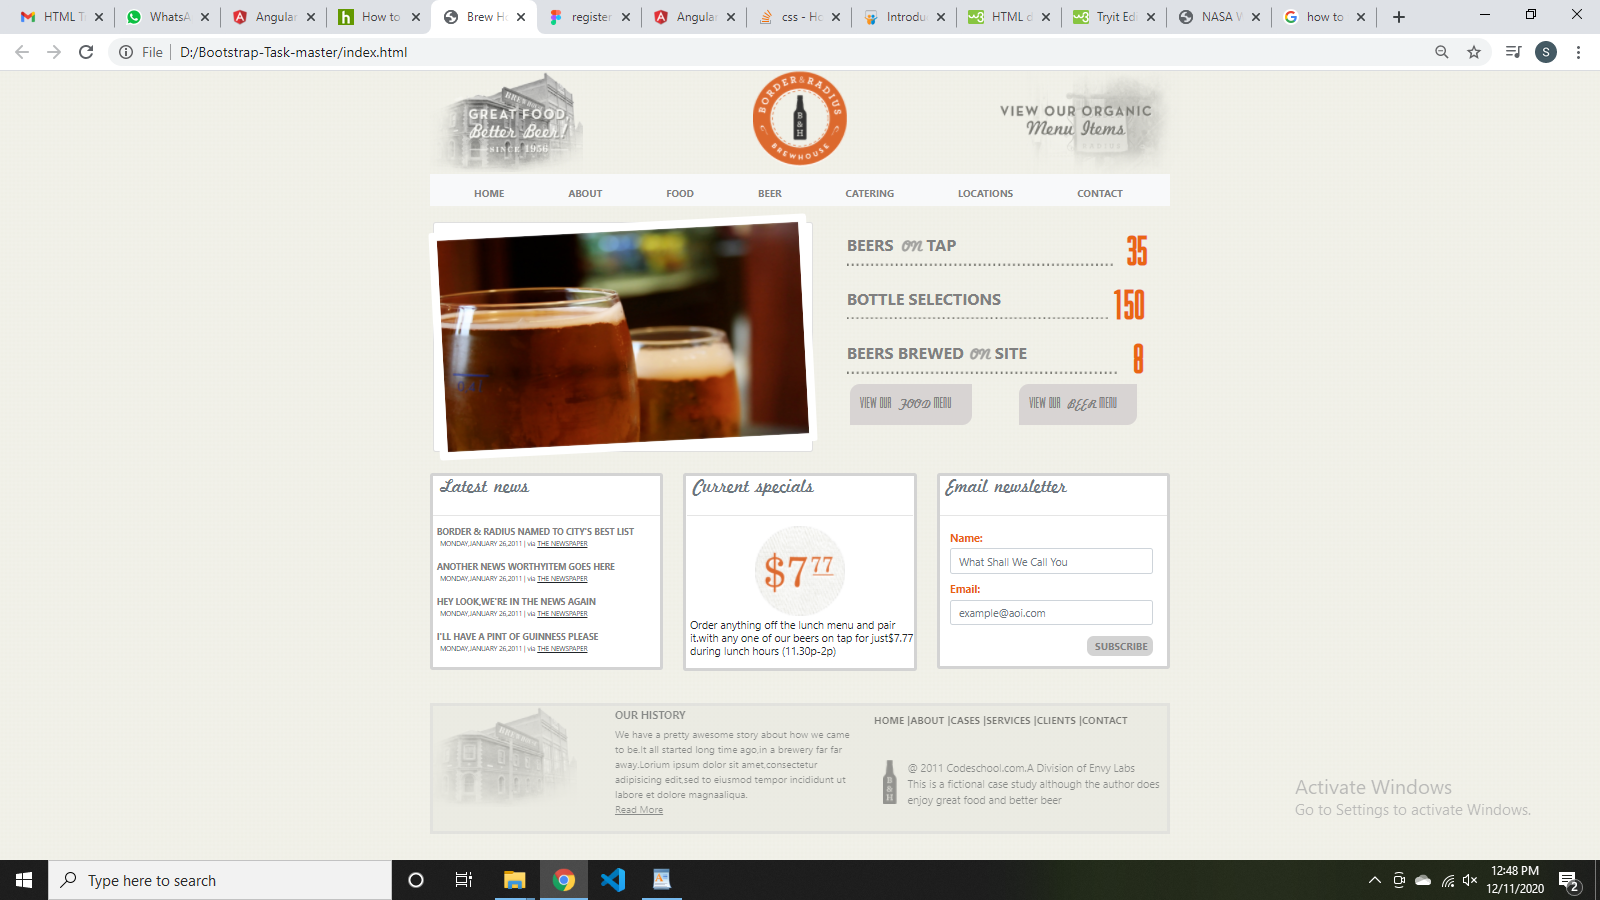 HTML T
WhatsA
Angular
How to
Brew H
register
Angular
css - Ho
Introdu
HTML d
Tryit Ed
NASA W
how to
File
D:/Bootstrap-Task-master/index.html
S
BREW
GREAT FOOD,
Better Beer!
SINCE 1956
BORDER & RADIUS
B
&
H
BREWHOUSE
VIEW OUR ORGANIC
Menu Items
RADIUS
HOME ABOUT FOOD BEER CATERING LOCATIONS CONTACT
BEERS on TAP 35
BOTTLE SELECTIONS 150
BEERS BREWED on SITE 8
VIEW OUR FOOD MENU
VIEW OUR BEER MENU
Latest news
BORDER & RADIUS NAMED TO CITY'S BEST LIST
MONDAY,JANUARY 26,2011| via THE NEWSPAPER
ANOTHER NEWS WORTHYITEM GOES HERE
MONDAY,JANUARY 26,2011| via THE NEWSPAPER
HEY LOOK,WE'RE IN THE NEWS AGAIN
MONDAY,JANUARY 26,2011| via THE NEWSPAPER
I'LL HAVE A PINT OF GUINNESS PLEASE
MONDAY,JANUARY 26,2011| via THE NEWSPAPER
Current specials
$7 77
Order anything off the lunch menu and pair
it.with any one of our beers on tap for just$7.77
during lunch hours (11.30p-2p)
Email newsletter
Name:
What Shall We Call You
Email:
example@aoi.com
SUBSCRIBE
OUR HISTORY
We have a pretty awesome story about how we came
to be.It all started long time ago,in a brewery far far
away.Lorium ipsum dolor sit amet,consectetur
adipisicing edit,sed to eiusmod tempor incididunt ut
labore et dolore magnaaliqua.
Read More
HOME |ABOUT |CASES |SERVICES |CLIENTS |CONTACT
B
&
H
@ 2011 Codeschool.com.A Division of Envy Labs
This is a fictional case study although the author does
enjoy great food and better beer
Activate Windows
Go to Settings to activate Windows.
Type here to search
12:48 PM
12/11/2020
2